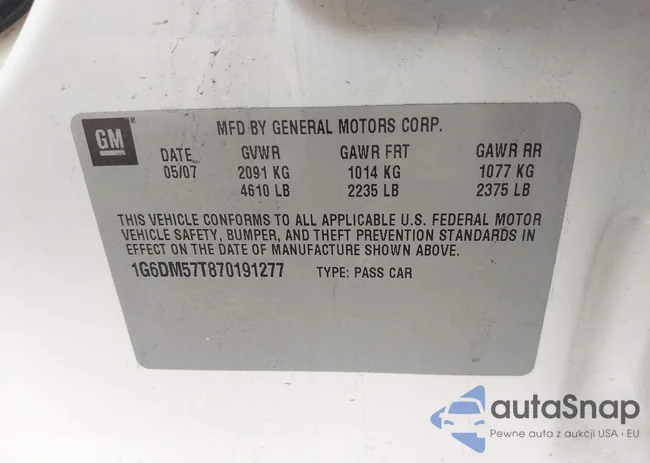 GM ®
MFD BY GENERAL MOTORS CORP.
DATE GVWR GAWR FRT GAWR RR
05/07 2091 KG 1014 KG 1077 KG
4610 LB 2235 LB 2375 LB
THIS VEHICLE CONFORMS TO ALL APPLICABLE U.S. FEDERAL MOTOR
VEHICLE SAFETY, BUMPER, AND THEFT PREVENTION STANDARDS IN
EFFECT ON THE DATE OF MANUFACTURE SHOWN ABOVE.
1G6DM57T870191277 TYPE: PASS CAR
autaSnap
Pewne auta z aukcji USA i EU